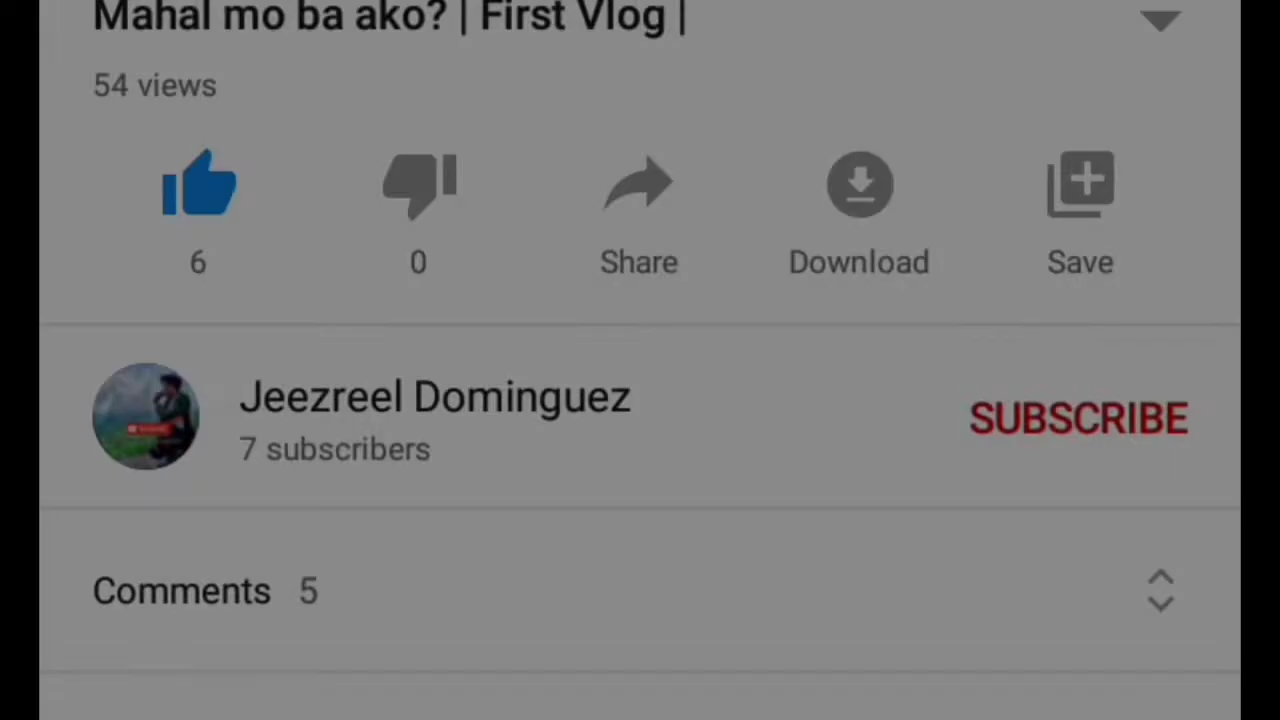 Mahal mo ba ako? | First Vlog |
54 views
6 0 Share Download Save
Jeezreel Dominguez
7 subscribers
SUBSCRIBE
Comments 5